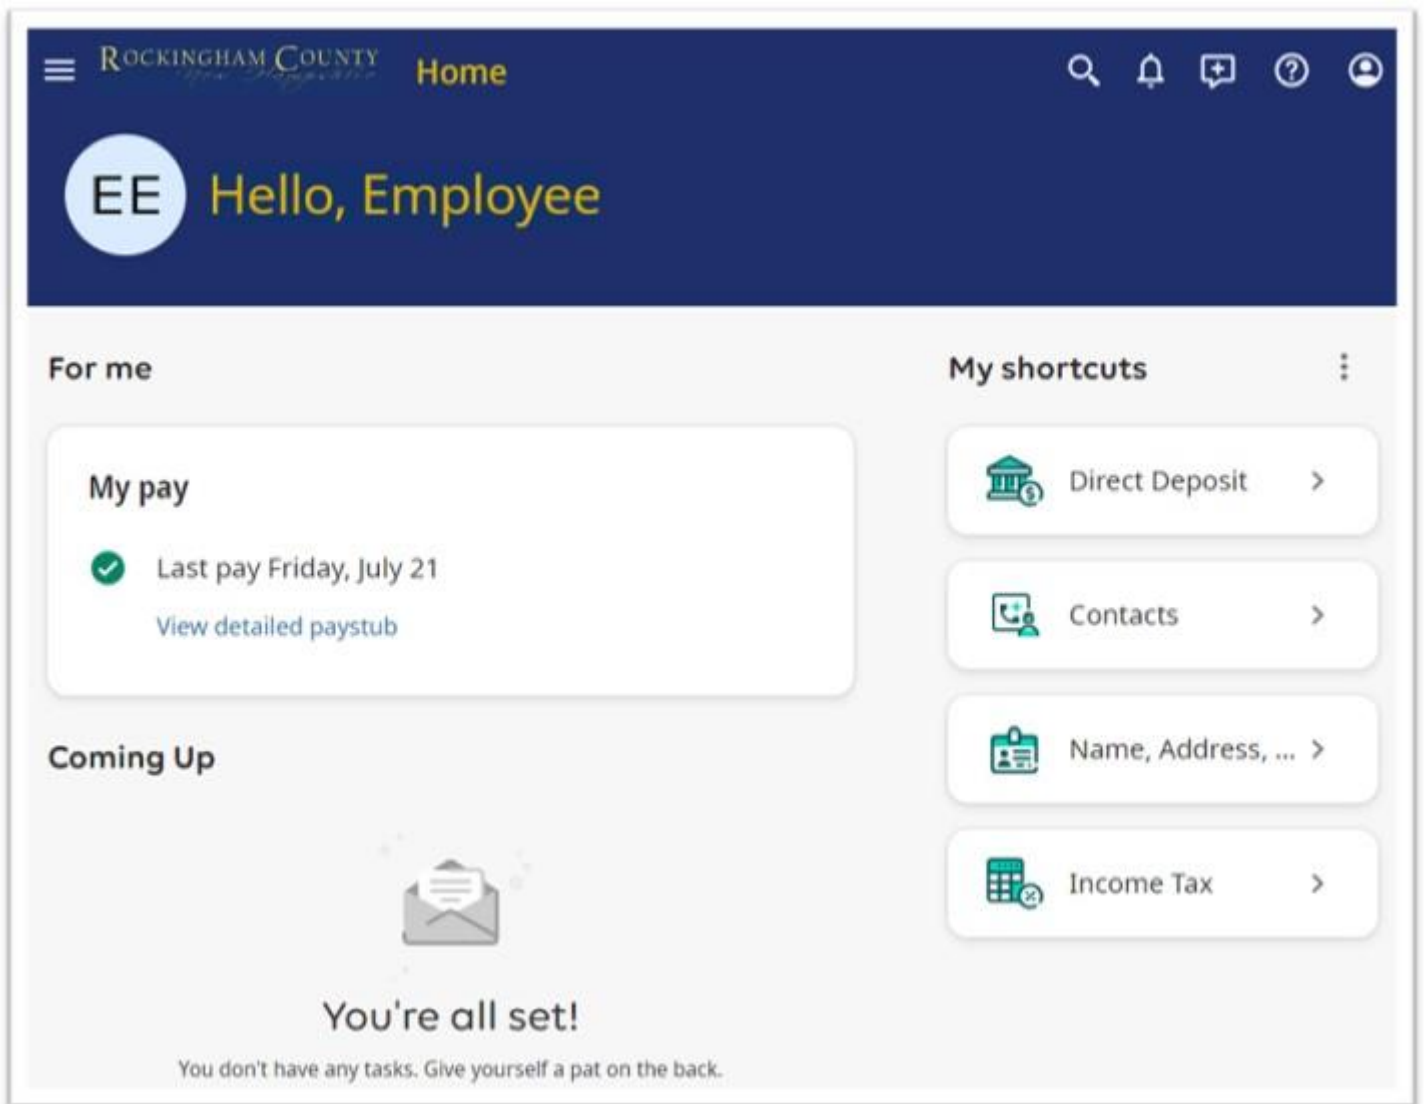 ROCKINGHAM COUNTY
New Hampshire
Home
EE
Hello, Employee
For me
My pay
Last pay Friday, July 21
View detailed paystub
Coming Up
You're all set!
You don't have any tasks. Give yourself a pat on the back.
My shortcuts
Direct Deposit
Contacts
Name, Address, ...
Income Tax